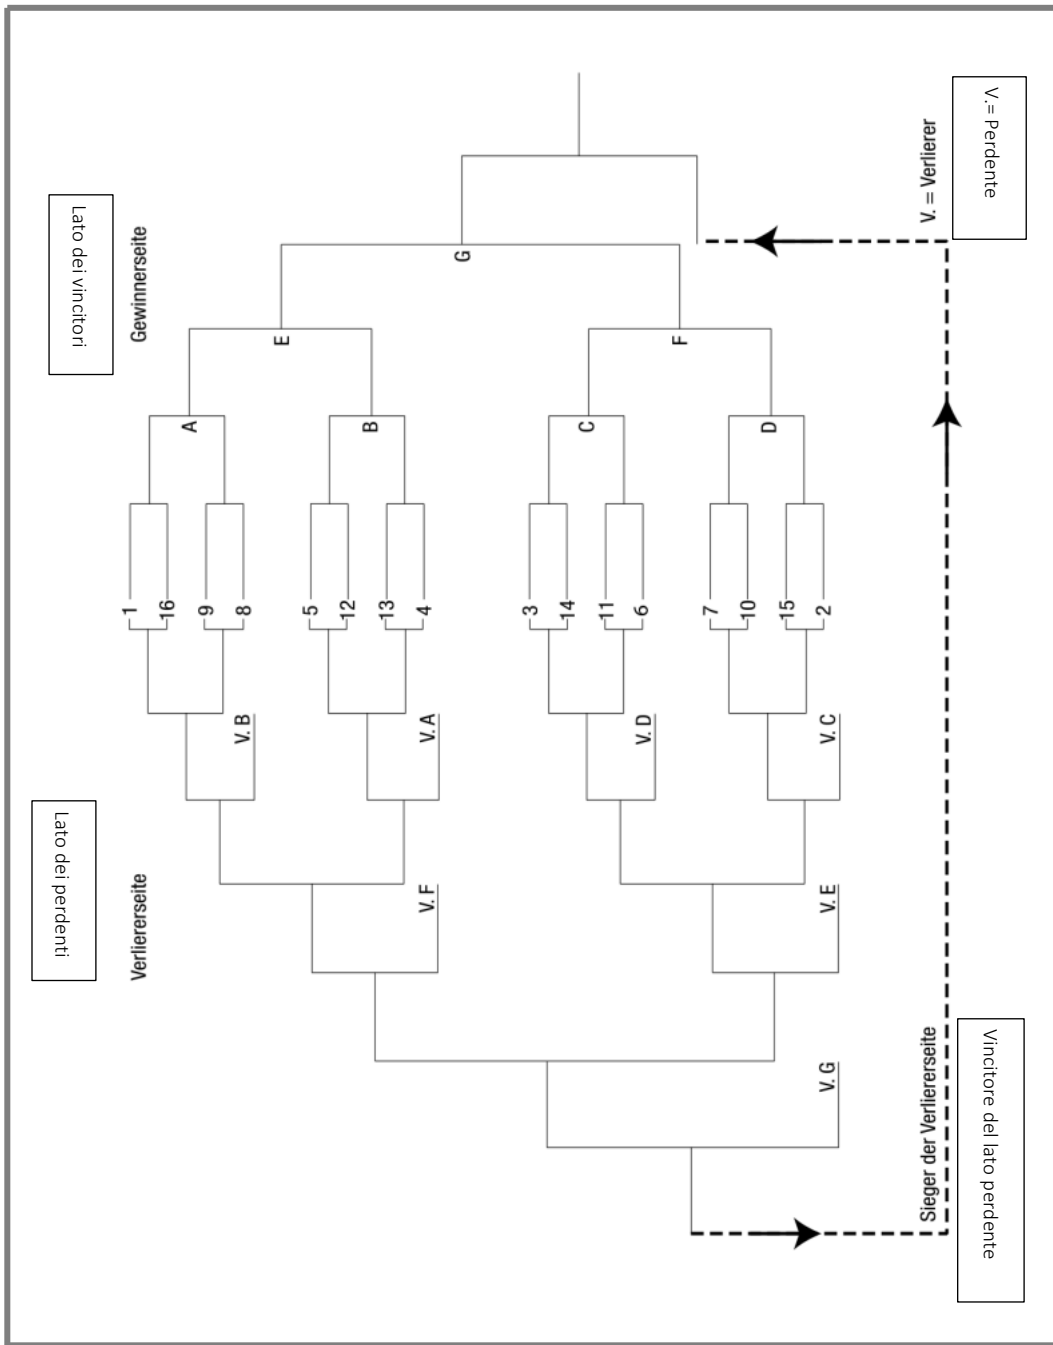 V.= Perdente
V. = Verlierer
Lato dei vincitori
Gewinnerseite
G
E
F
A
B
C
D
1
16
9
8
5
12
13
4
3
14
11
6
7
10
15
2
V. B
V. A
V. D
V. C
Lato dei perdenti
Verliererseite
V. F
V. E
V. G
Sieger der Verliererseite
Vincitore del lato perdente